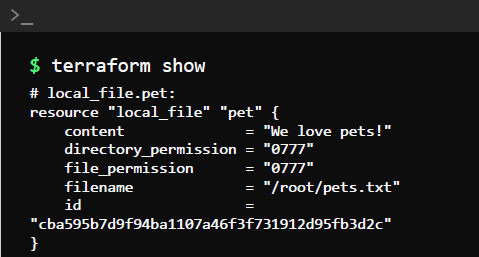 >_
$ terraform show
# local_file.pet:
resource "local_file" "pet" {
    content              = "We love pets!"
    directory_permission = "0777"
    file_permission      = "0777"
    filename             = "/root/pets.txt"
    id                   =
"cba595b7d9f94ba1107a46f3f731912d95fb3d2c"
}